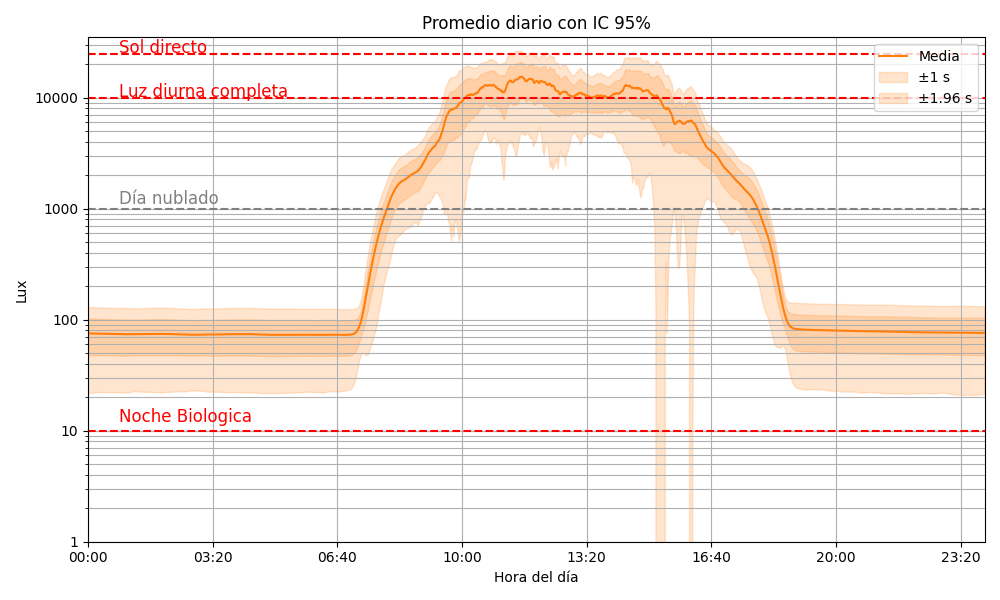 Promedio diario con IC 95%
Sol directo
Media
±1 s
±1.96 s
Luz diurna completa
10000
Día nublado
1000
Lux
100
Noche Biologica
10
1
00:00
03:20
06:40
10:00
13:20
16:40
20:00
23:20
Hora del día